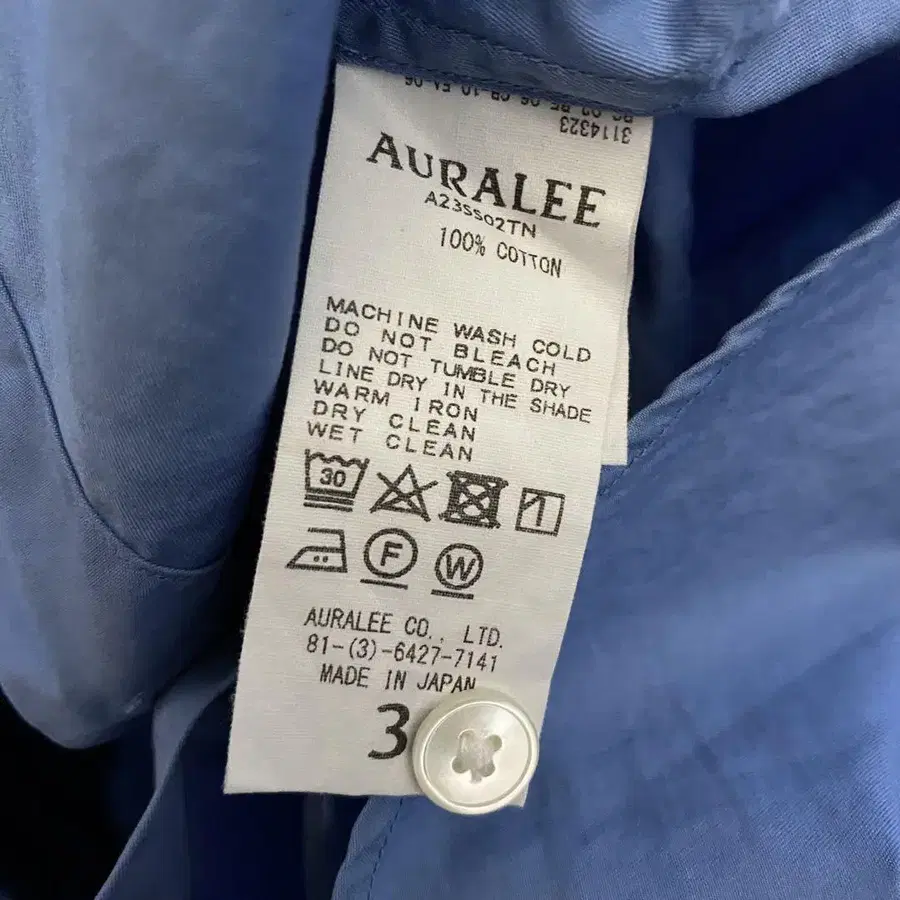 3114323
AURALEE
A23SS02TN
100% COTTON
MACHINE WASH COLD
DO NOT BLEACH
DO NOT TUMBLE DRY
LINE DRY IN THE SHADE
WARM IRON
DRY CLEAN
WET CLEAN
30
F
W
AURALEE CO., LTD.
81-(3)-6427-7141
MADE IN JAPAN
3